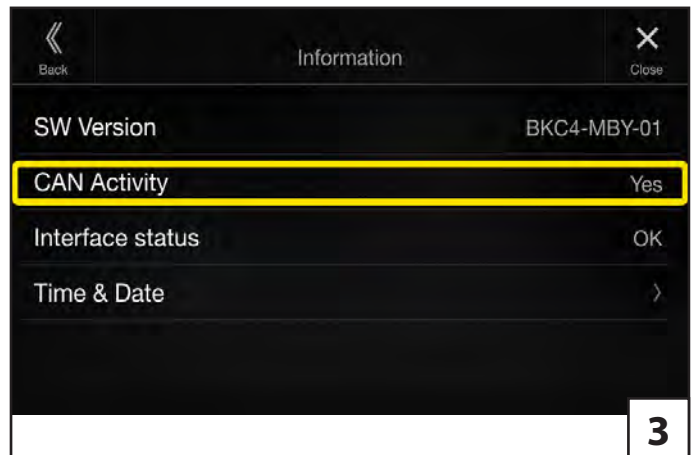 Back
Information
Close
SW Version BKC4-MBY-01
CAN Activity Yes
Interface status OK
Time & Date
3